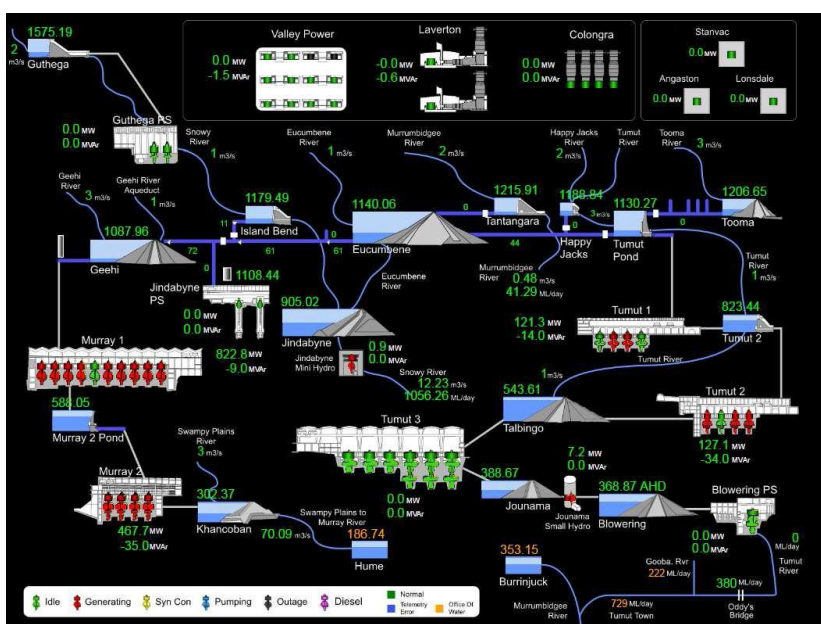 1575.19
2
m3/s
Guthega
Valley Power
0.0 MW
-1.5 MVAr
Laverton
-0.0 MW
-0.6 MVAr
Colongra
0.0 MW
0.0 MVAr
Stanvac
0.0 MW
Angaston
0.0 MW
Lonsdale
0.0 MW
Guthega PS
0.0 MW
0.0 MVAr
Snowy
River
1 m3/s
Eucumbene
River
1 m3/s
Murrumbidgee
River
2 m3/s
Happy Jacks
River
2 m3/s
Tumut
River
Tooma
River
3 m3/s
Geehi
River
3 m3/s
Geehi River
Aqueduct
1 m3/s
1087.96
Geehi
72
1179.49
Island Bend
11
61
0
61
0
1140.06
Eucumbene
0
44
1215.91
Tantangara
1188.84
3 m3/s
0
Happy
Jacks
1130.27
Tumut
Pond
0
1206.65
Tooma
Jindabyne
PS
1108.44
0.0 MW
0.0 MVAr
Eucumbene
River
905.02
Jindabyne
Murrumbidgee
River
0.48 m3/s
41.29 ML/day
Tumut
River
1 m3/s
823.44
Tumut 2
Tumut 1
121.3 MW
-14.0 MVAr
Tumut River
1 m3/s
Murray 1
822.8 MW
-9.0 MVAr
Jindabyne
Mini Hydro
0.9 MW
0.0 MVAr
Snowy River
12.23 m3/s
1056.26 ML/day
543.61
Talbingo
Tumut 2
127.1 MW
-34.0 MVAr
588.05
Murray 2 Pond
Swampy Plains
River
3 m3/s
Tumut 3
0.0 MW
0.0 MVAr
7.2 MW
0.0 MVAr
388.67
Jounama
Jounama
Small Hydro
368.87 AHD
Blowering
Blowering PS
0.0 MW
0.0 MVAr
0
ML/day
Tumut
River
Murray 2
467.7 MW
-35.0 MVAr
302.37
Khancoban
70.09 m3/s
Swampy Plains to
Murray River
186.74
Hume
353.15
Burrinjuck
Gooba. Rvr
222 ML/day
380 ML/day
Oddy's
Bridge
Murrumbidgee
River
729 ML/day
Tumut Town
Idle
Generating
Syn Con
Pumping
Outage
Diesel
Normal
Telemetry
Error
Office Of
Water